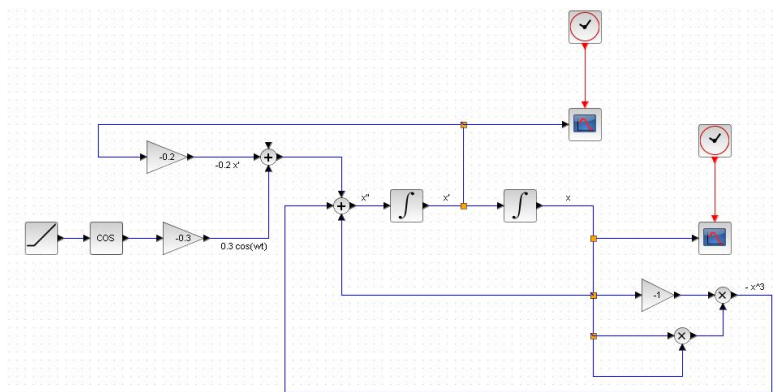 -0.2
-0.2 x'
+
x''
x'
x
+
COS
-0.3
0.3 cos(wt)
-1
×
- x^3
×